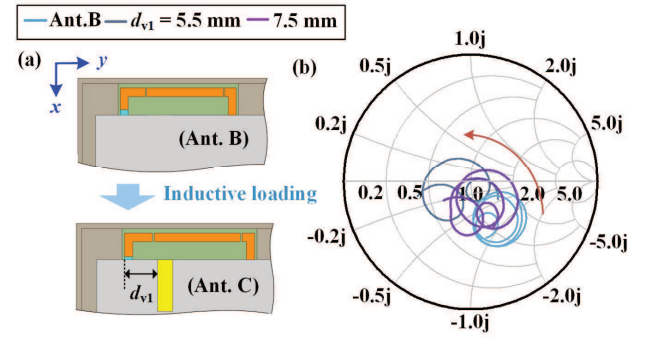 Ant.B d_v1 = 5.5 mm 7.5 mm
(a)
y
x
(Ant. B)
Inductive loading
d_v1
(Ant. C)
(b)
1.0j
0.5j
2.0j
0.2j
5.0j
0.2 0.5 1.0 2.0 5.0
-0.2j
-5.0j
-0.5j
-2.0j
-1.0j